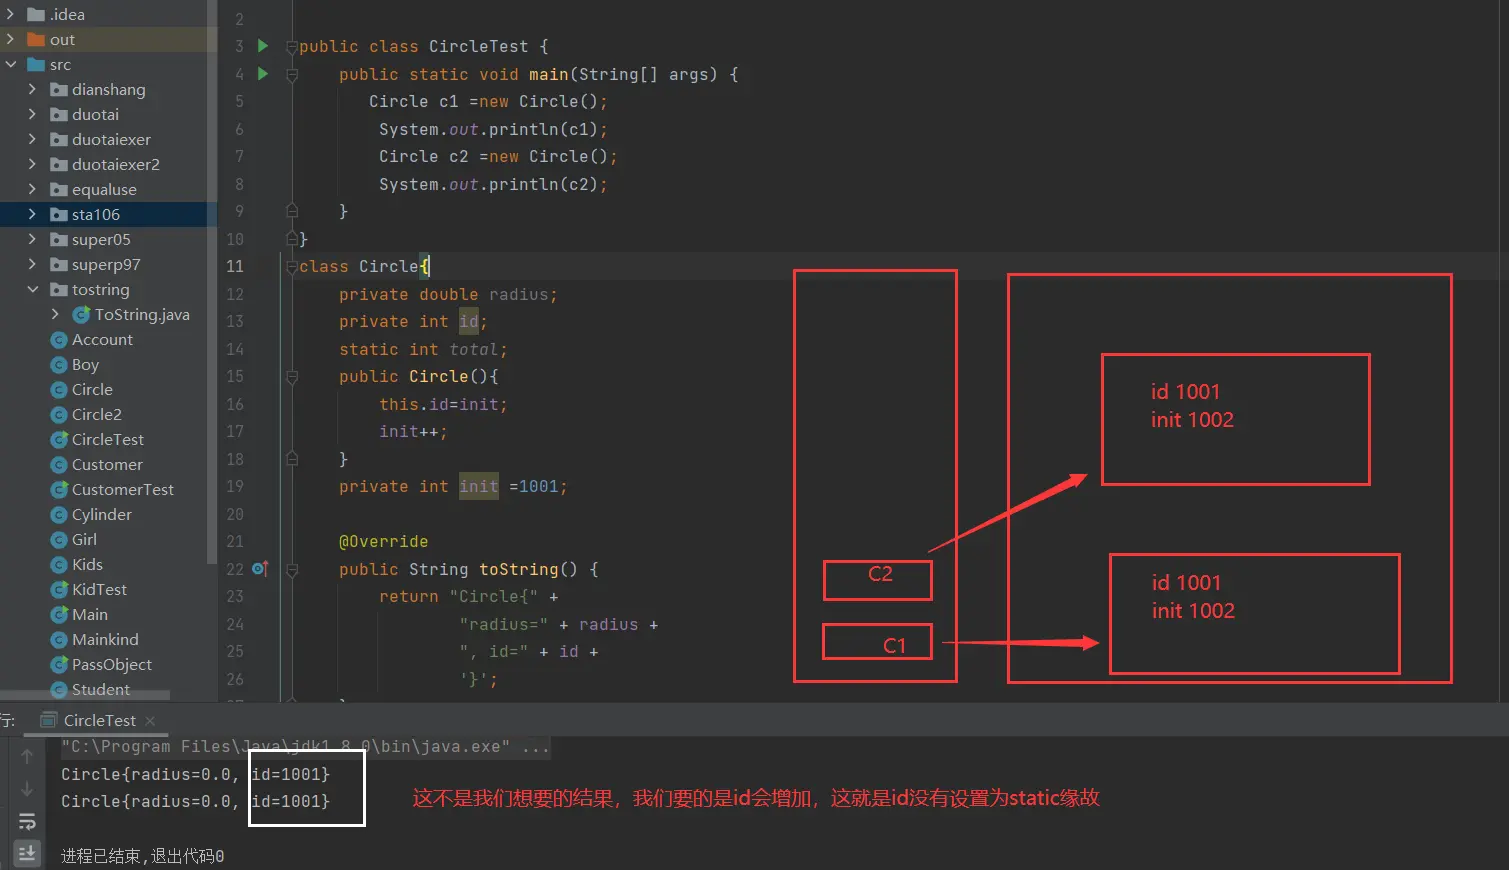 .idea
out
src
dianshang
duotai
duotaiexer
duotaiexer2
equaluse
sta106
super05
superp97
tostring
ToString.java
Account
Boy
Circle
Circle2
CircleTest
Customer
CustomerTest
Cylinder
Girl
Kids
KidTest
Main
Mainkind
PassObject
Student
2
3 public class CircleTest {
4 public static void main(String[] args) {
5 Circle c1 =new Circle();
6 System.out.println(c1);
7 Circle c2 =new Circle();
8 System.out.println(c2);
9 }
10 }
11 class Circle{
12 private double radius;
13 private int id;
14 static int total;
15 public Circle(){
16 this.id=init;
17 init++;
18 }
19 private int init =1001;
20
21 @Override
22 public String toString() {
23 return "Circle{" +
24 "radius=" + radius +
25 ", id=" + id +
26 '}';
C2
C1
id 1001
init 1002
id 1001
init 1002
行: CircleTest
"C:\Program Files\Java\jdk1.8.0\bin\java.exe" ...
Circle{radius=0.0, id=1001}
Circle{radius=0.0, id=1001}
这不是我们想要的结果，我们要的是id会增加，这就是id没有设置为static缘故
进程已结束,退出代码0